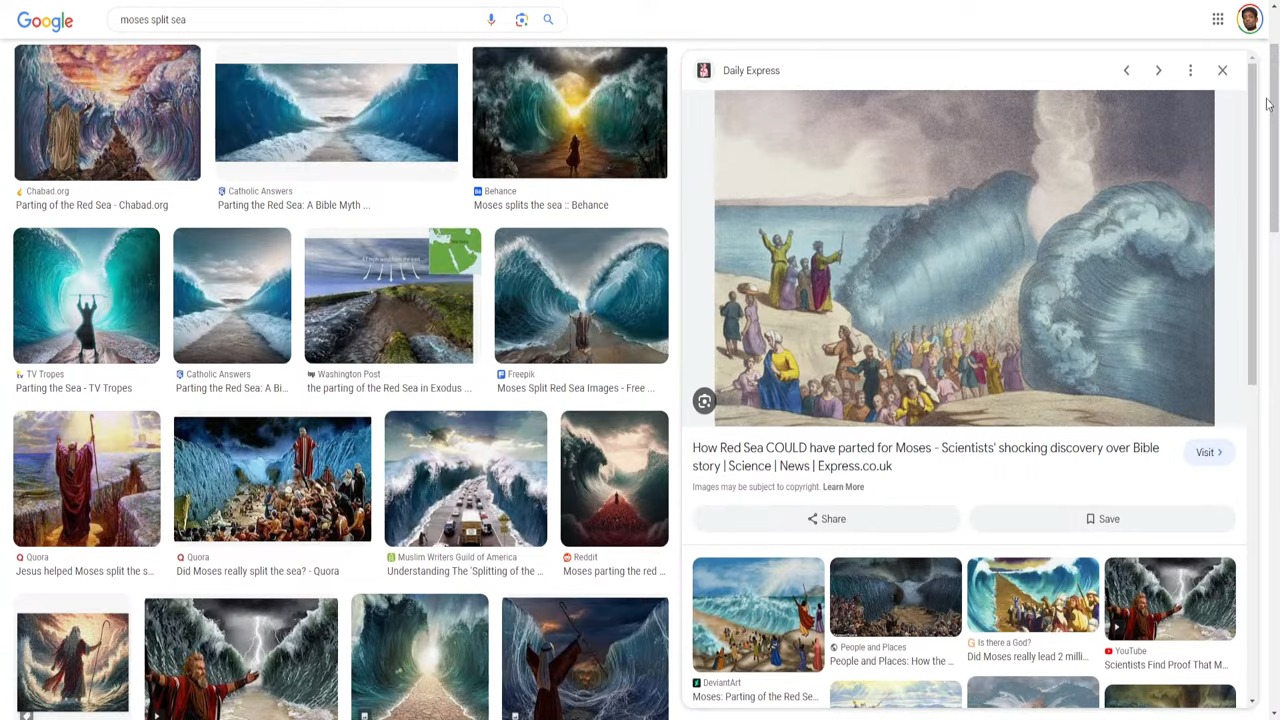 Google
moses split sea
Chabad.org
Parting of the Red Sea - Chabad.org
Catholic Answers
Parting the Red Sea: A Bible Myth ...
Behance
Moses splits the sea :: Behance
TV Tropes
Parting the Sea - TV Tropes
Catholic Answers
Parting the Red Sea: A Bi...
Washington Post
the parting of the Red Sea in Exodus ...
Freepik
Moses Split Red Sea Images - Free ...
Quora
Jesus helped Moses split the s...
Quora
Did Moses really split the sea? - Quora
Muslim Writers Guild of America
Understanding The 'Splitting of the ...
Reddit
Moses parting the red ...
Daily Express
How Red Sea COULD have parted for Moses - Scientists' shocking discovery over Bible
story | Science | News | Express.co.uk
Visit
Images may be subject to copyright. Learn More
Share
Save
DeviantArt
Moses: Parting of the Red Se...
People and Places
People and Places: How the ...
Is there a God?
Did Moses really lead 2 milli...
YouTube
Scientists Find Proof That M...